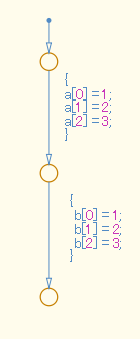 {
a[0] =1;
a[1] =2;
a[2] =3;
}
{
b[0] =1;
b[1] =2;
b[2] =3;
}